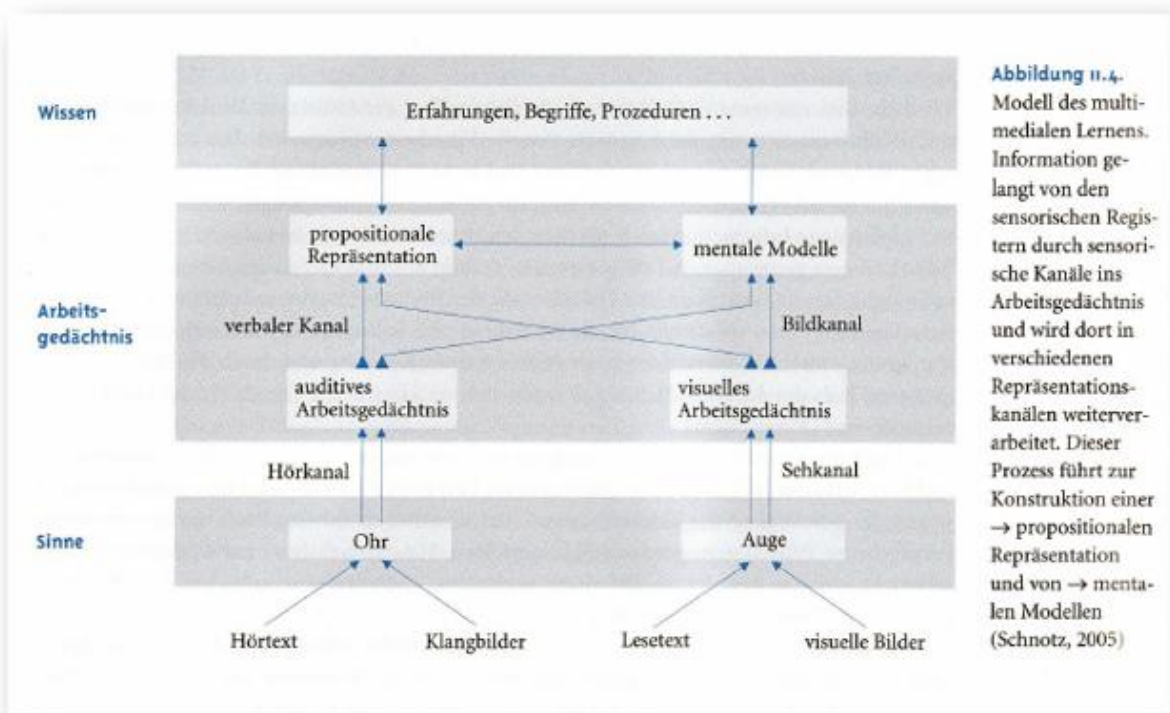 Wissen
Erfahrungen, Begriffe, Prozeduren . . .
propositionale
Repräsentation
mentale Modelle
Arbeits-
gedächtnis
verbaler Kanal
Bildkanal
auditives
Arbeitsgedächtnis
visuelles
Arbeitsgedächtnis
Hörkanal
Sehkanal
Sinne
Ohr
Auge
Hörtext
Klangbilder
Lesetext
visuelle Bilder
Abbildung 11.4.
Modell des multi-
medialen Lernens.
Information ge-
langt von den
sensorischen Regis-
tern durch sensori-
sche Kanäle ins
Arbeitsgedächtnis
und wird dort in
verschiedenen
Repräsentations-
kanälen weiterver-
arbeitet. Dieser
Prozess führt zur
Konstruktion einer
→ propositionalen
Repräsentation
und von → menta-
len Modellen
(Schnotz, 2005)